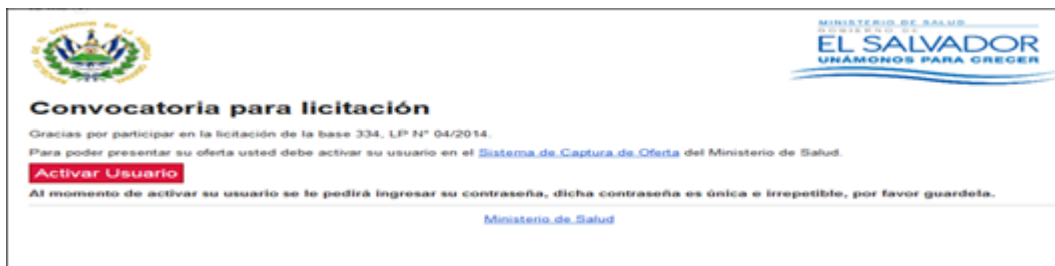 MINISTERIO DE SALUD
GOBIERNO DE
EL SALVADOR
UNÁMONOS PARA CRECER
Convocatoria para licitación
Gracias por participar en la licitación de la base 334, LP N° 04/2014.
Para poder presentar su oferta usted debe activar su usuario en el Sistema de Captura de Oferta del Ministerio de Salud.
Activar Usuario
Al momento de activar su usuario se le pedirá ingresar su contraseña, dicha contraseña es única e irrepetible, por favor guardela.
Ministerio de Salud